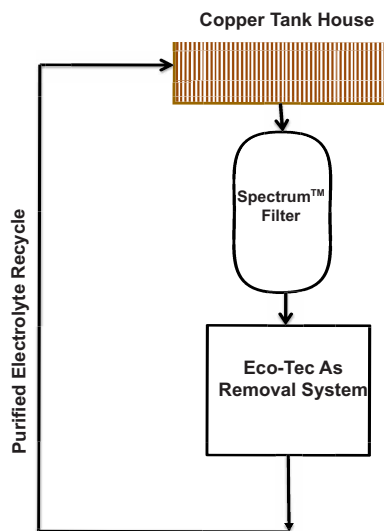 Copper Tank House
Spectrum™
Filter
Eco-Tec As
Removal System
Purified Electrolyte Recycle